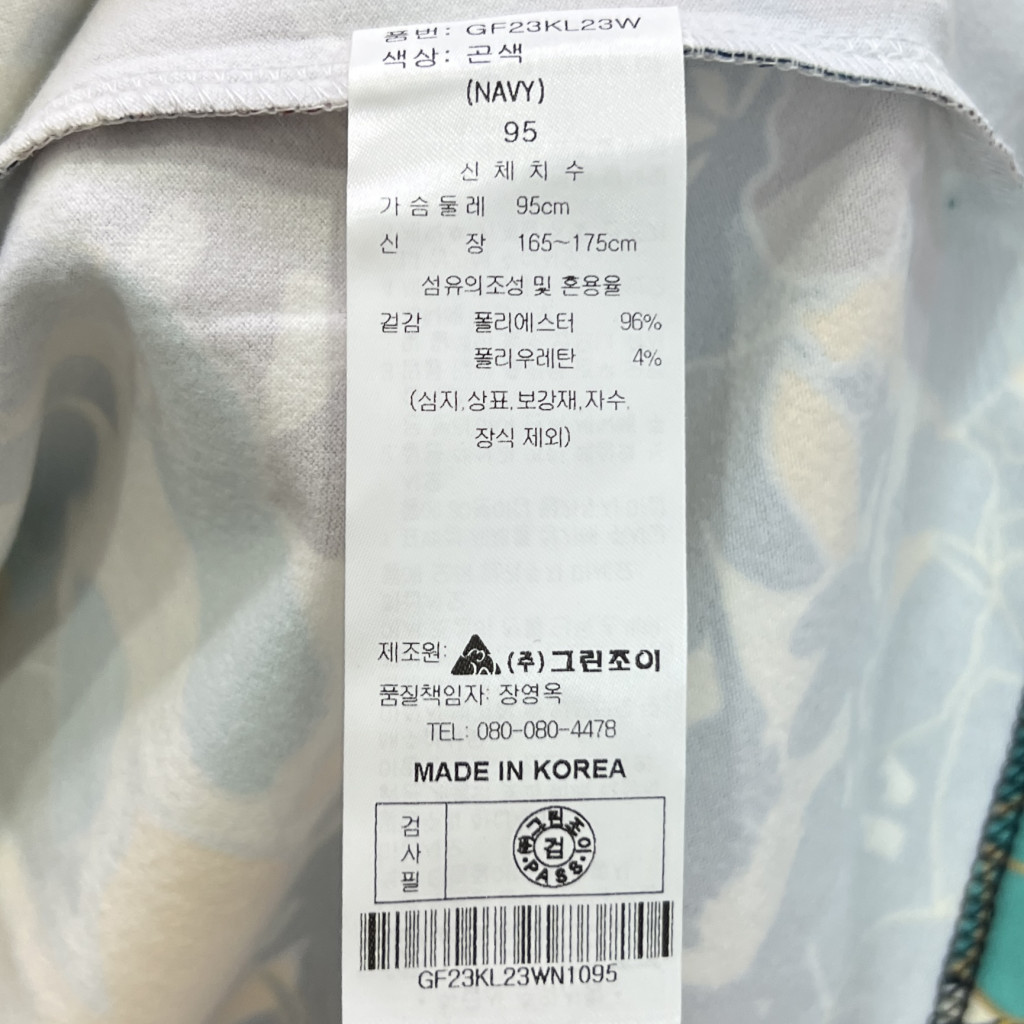 품번: GF23KL23W
색상: 곤색
(NAVY)
95
신 체 치 수
가슴둘레 95cm
신 장 165~175cm
섬유의조성 및 혼용율
겉감 폴리에스터 96%
폴리우레탄 4%
(심지,상표,보강재,자수,
장식 제외)
제조원: (주)그린조이
품질책임자: 장영옥
TEL: 080-080-4478
MADE IN KOREA
검사필
그린조이
검
PASS
GF23KL23WN1095